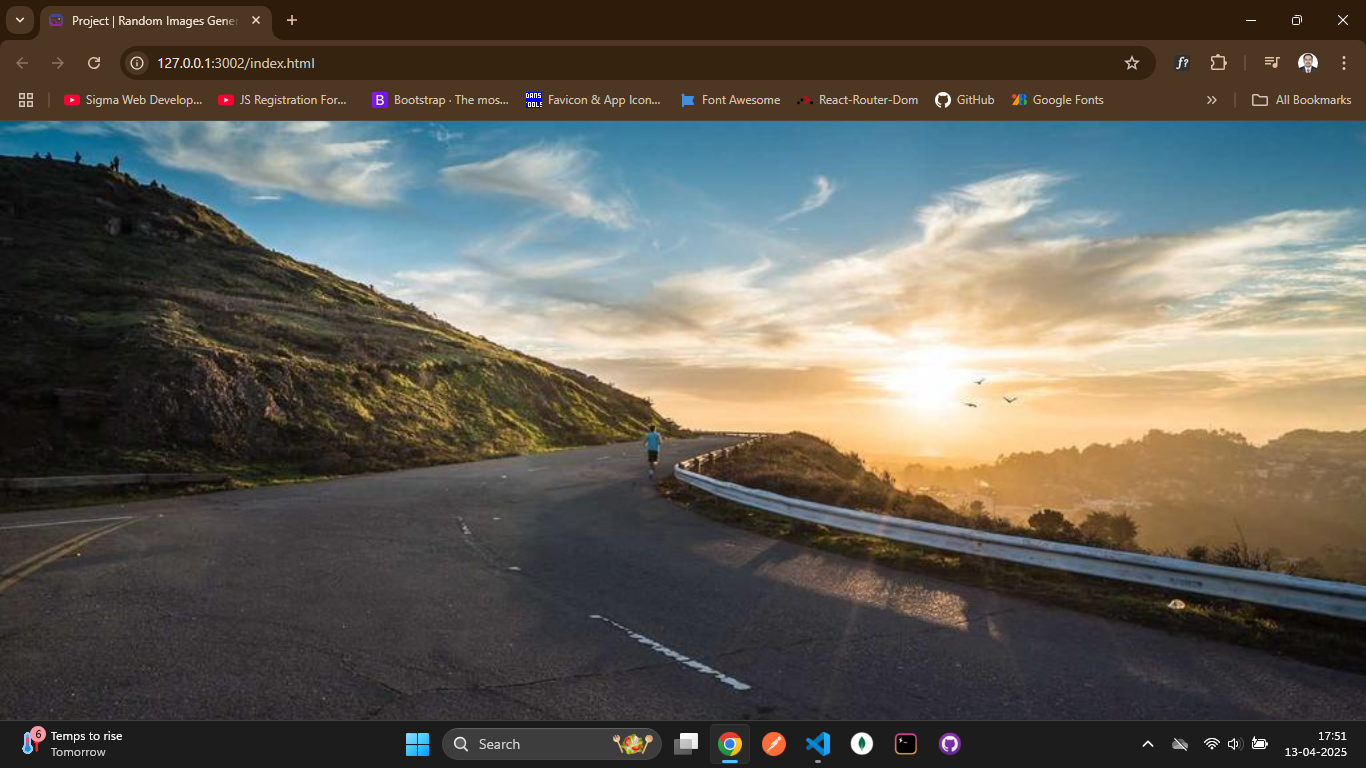 Project | Random Images Gener
127.0.0.1:3002/index.html
f?
Sigma Web Develop...
JS Registration For...
B
Bootstrap · The mos...
DANS
TOOLS
Favicon & App Icon...
Font Awesome
React-Router-Dom
GitHub
Google Fonts
All Bookmarks
6
Temps to rise
Tomorrow
Search
17:51
13-04-2025